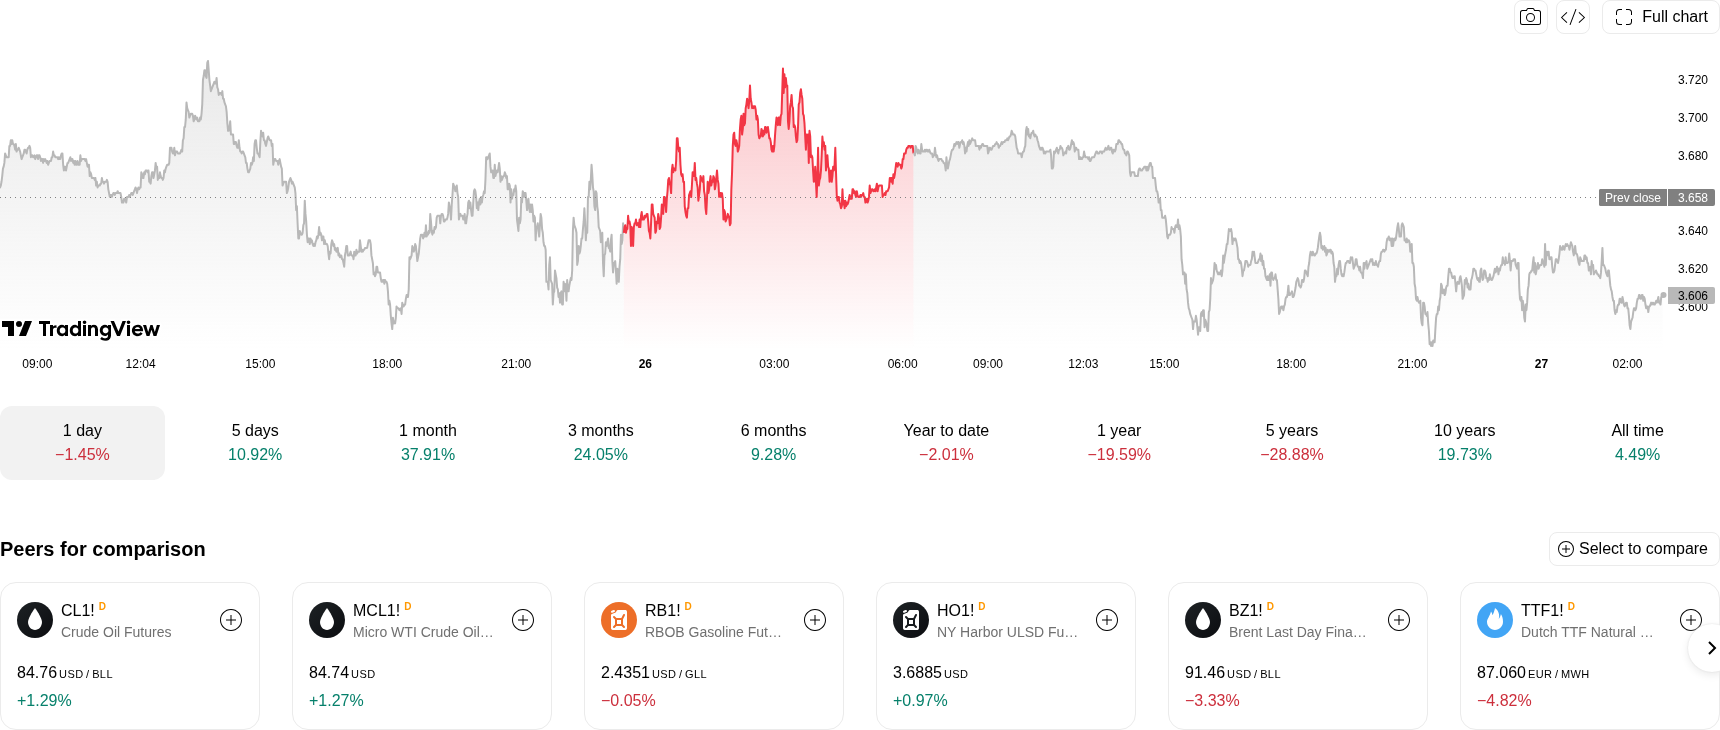 Full chart
3.720
3.700
3.680
Prev close 3.658
3.640
3.620
3.606
3.600
TradingView
09:00 12:04 15:00 18:00 21:00 26 03:00 06:00 09:00 12:03 15:00 18:00 21:00 27 02:00
1 day 5 days 1 month 3 months 6 months Year to date 1 year 5 years 10 years All time
−1.45% 10.92% 37.91% 24.05% 9.28% −2.01% −19.59% −28.88% 19.73% 4.49%
Peers for comparison
Select to compare
CL1! D MCL1! D RB1! D HO1! D BZ1! D TTF1! D
Crude Oil Futures Micro WTI Crude Oil… RBOB Gasoline Fut… NY Harbor ULSD Fu… Brent Last Day Fina… Dutch TTF Natural …
84.76 USD / BLL 84.74 USD 2.4351 USD / GLL 3.6885 USD 91.46 USD / BLL 87.060 EUR / MWH
+1.29% +1.27% −0.05% +0.97% −3.33% −4.82%